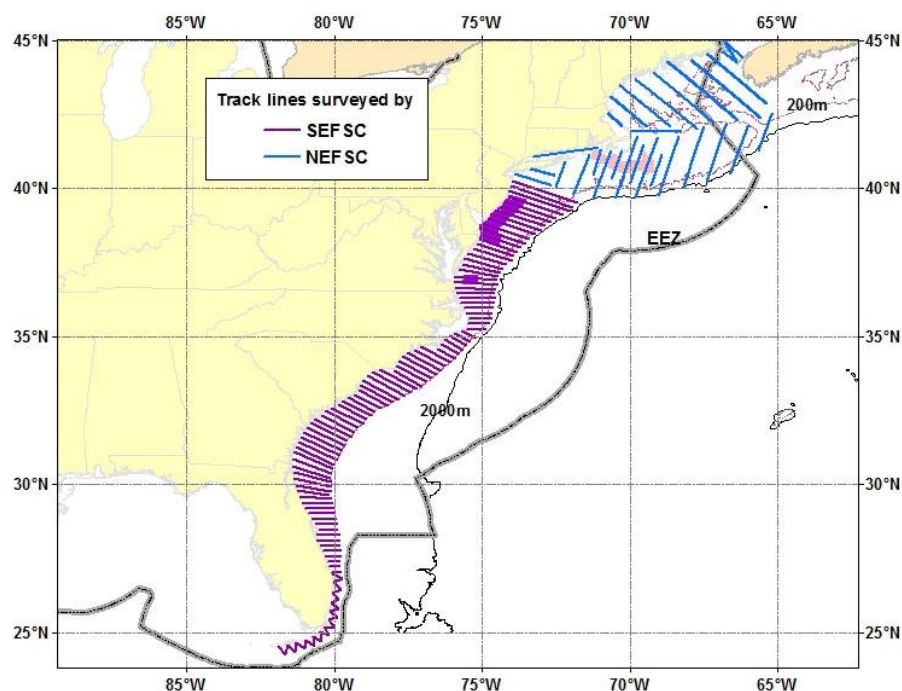 85°W 80°W 75°W 70°W 65°W
45°N 45°N
Track lines surveyed by
SEFSC
NEFSC
200m
40°N 40°N
EEZ
35°N 35°N
2000m
30°N 30°N
25°N 25°N
85°W 80°W 75°W 70°W 65°W